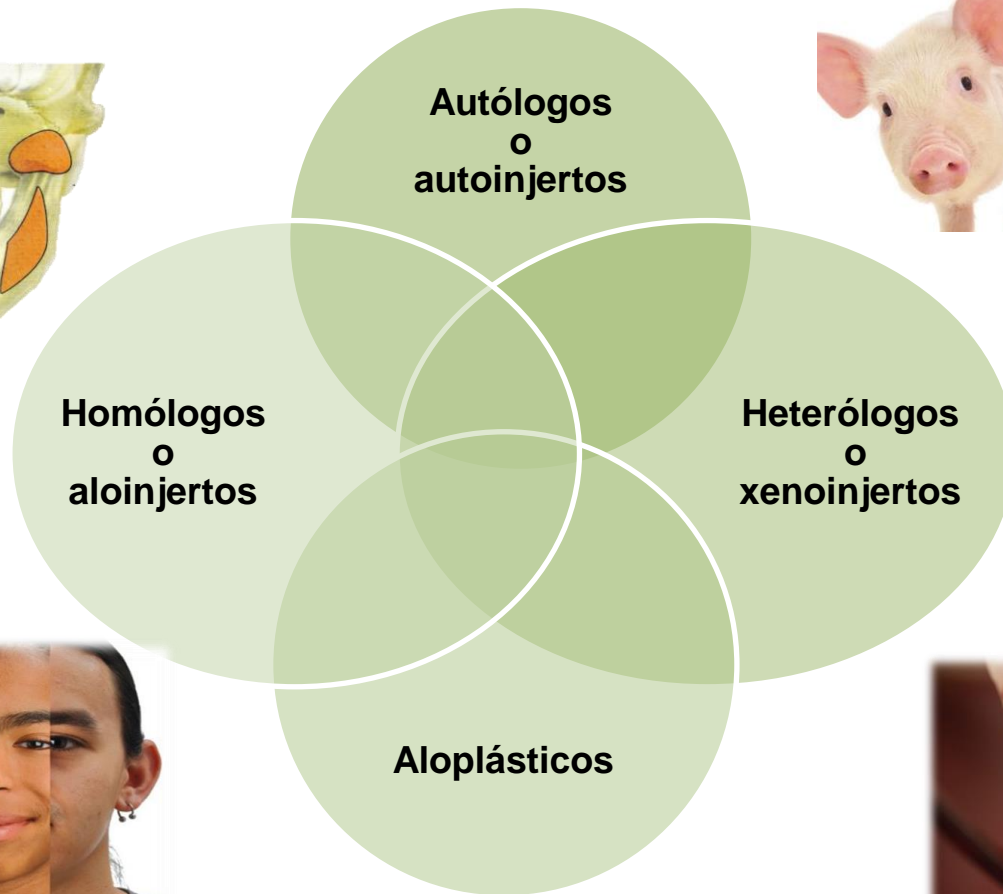 Autólogos
o
autoinjertos
Homólogos
o
aloinjertos
Heterólogos
o
xenoinjertos
Aloplásticos